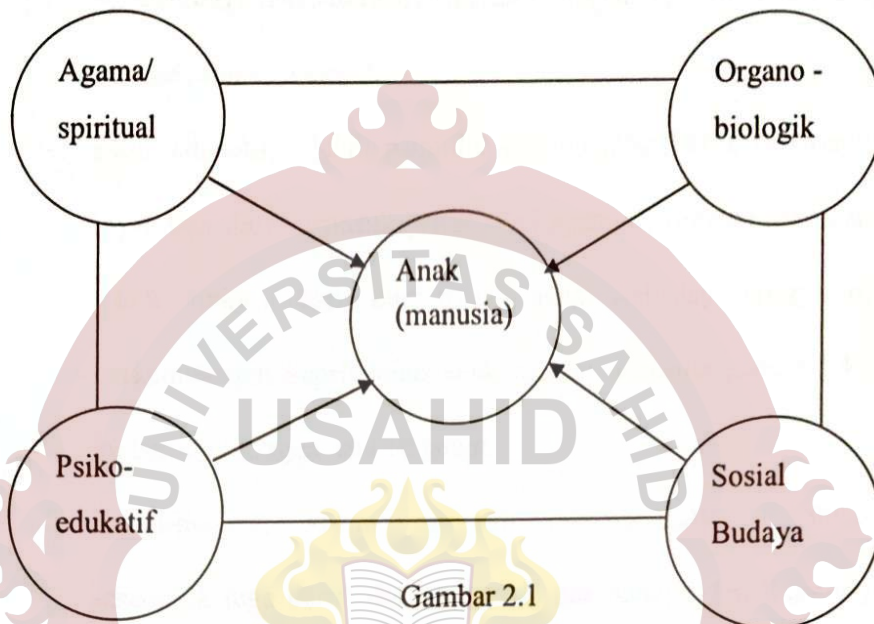 Agama/
spiritual
Organo -
biologik
Anak
(manusia)
UNIVERSITAS SAHID
USAHID
Psiko-
edukatif
Sosial
Budaya
Gambar 2.1